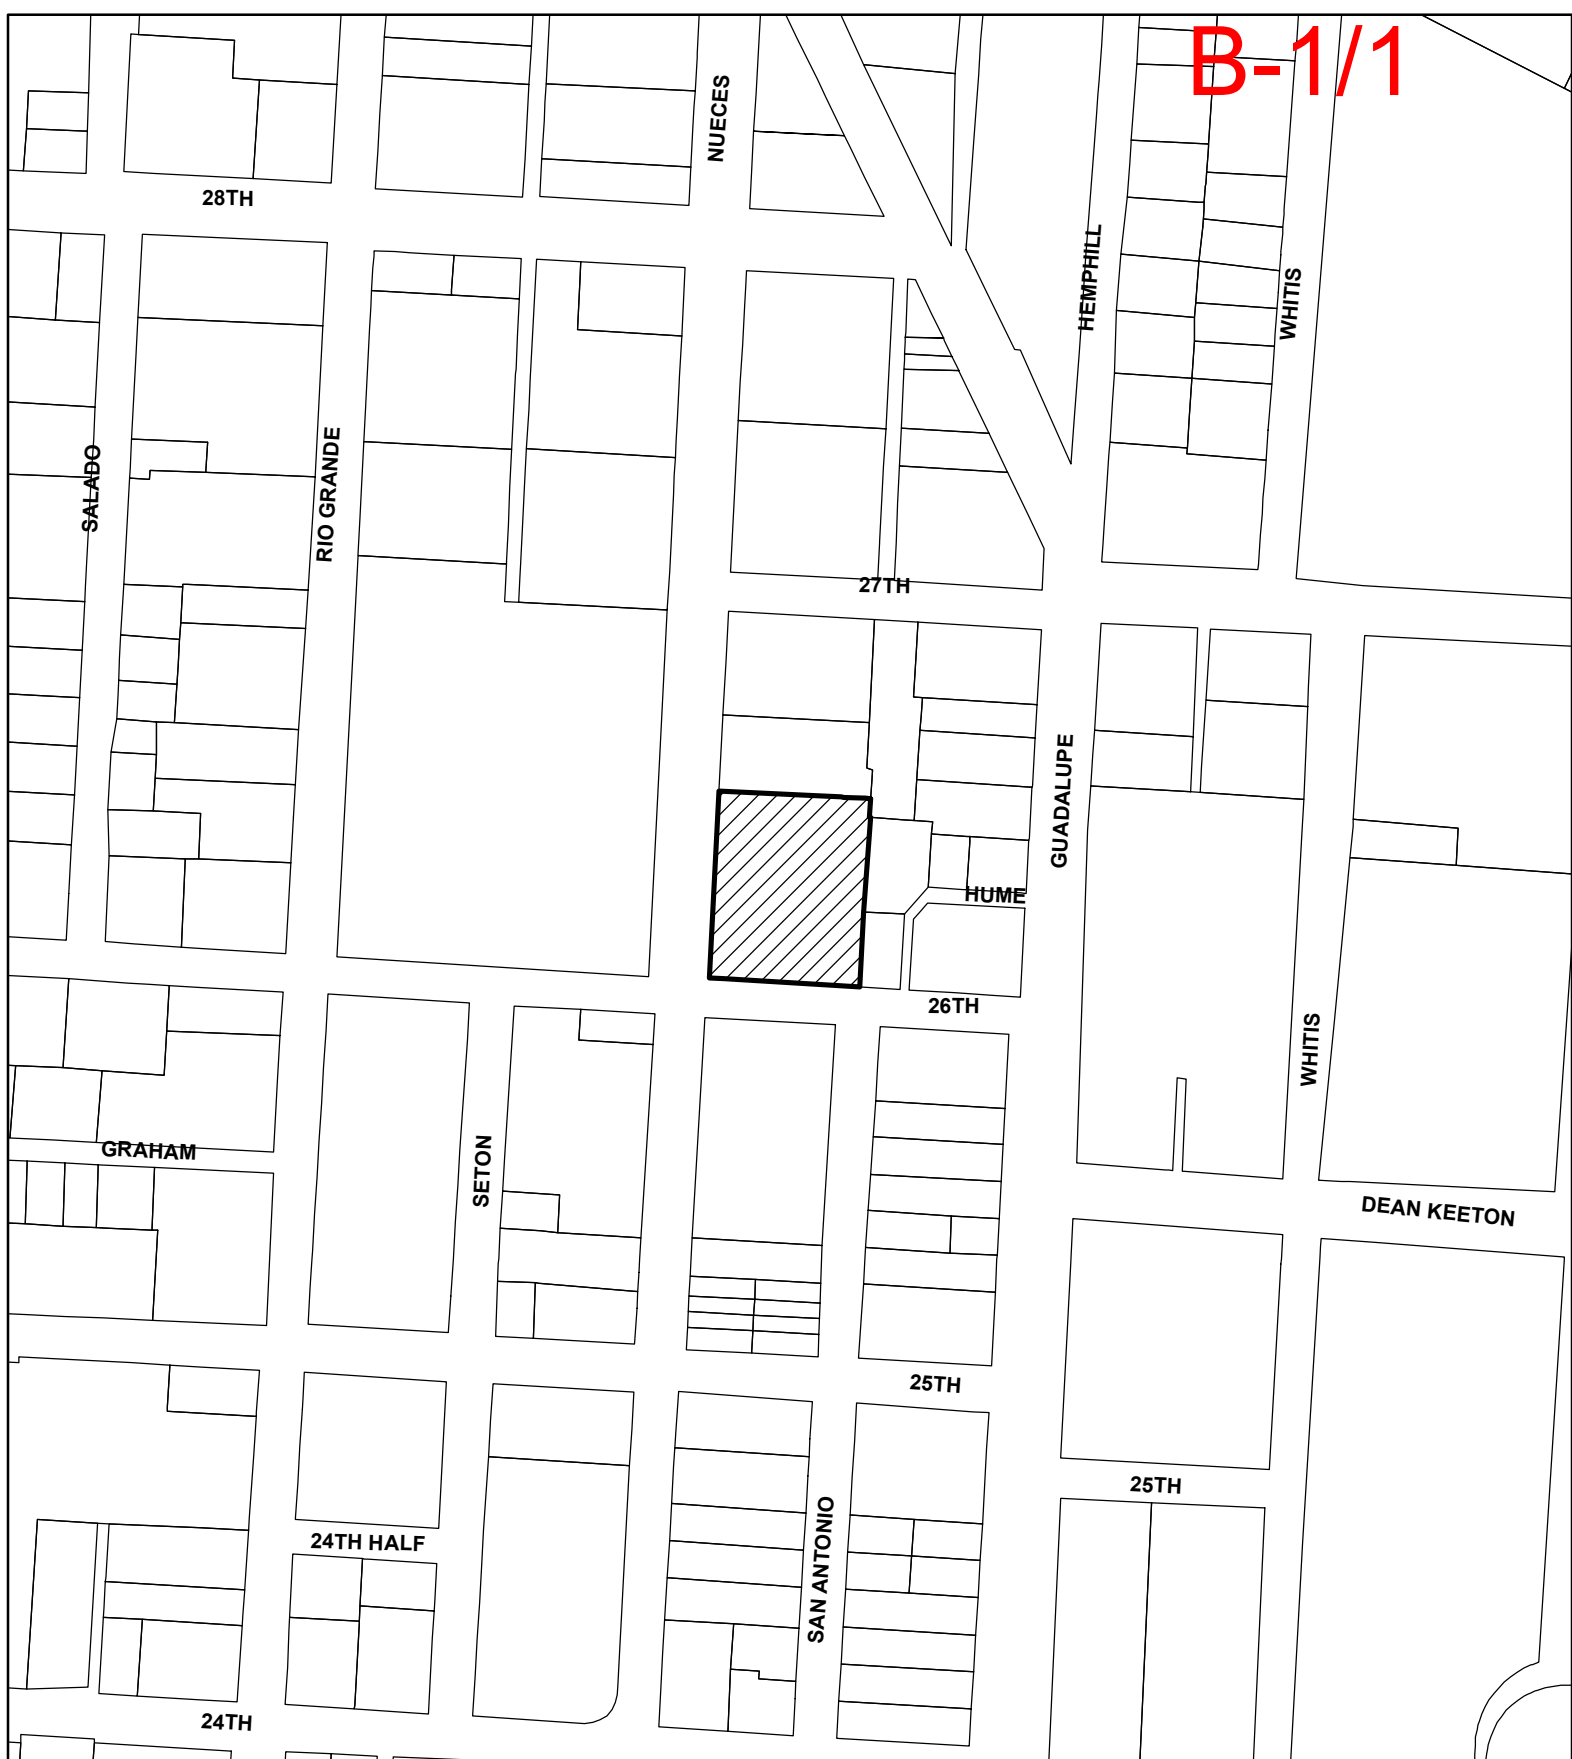 B-1/1
NUECES
28TH
HEMPHILL
WHITIS
SALADO
RIO GRANDE
27TH
GUADALUPE
HUME
26TH
WHITIS
GRAHAM
SETON
DEAN KEETON
25TH
25TH
24TH HALF
SAN ANTONIO
24TH